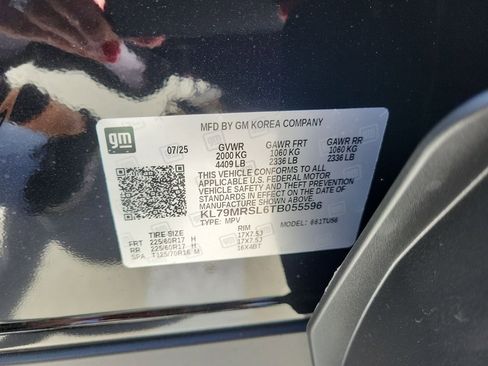 MFD BY GM KOREA COMPANY
gm
07/25 GVWR GAWR FRT GAWR RR
2000 KG 1060 KG 1060 KG
4409 LB 2336 LB 2336 LB
THIS VEHICLE CONFORMS TO ALL
APPLICABLE U.S. FEDERAL MOTOR
VEHICLE SAFETY AND THEFT PREVENTION
STANDARDS IN EFFECT ON THE DATE OF
MANUFACTURE SHOWN ABOVE.
KL79MRSL6TB055596
TYPE: MPV MODEL: 661TU56
TIRE SIZE RIM
FRT 225/60R17 H 17X7.5J
RR 225/60R17 H 17X7.5J
SPA T125/70R16 M 16X4BT